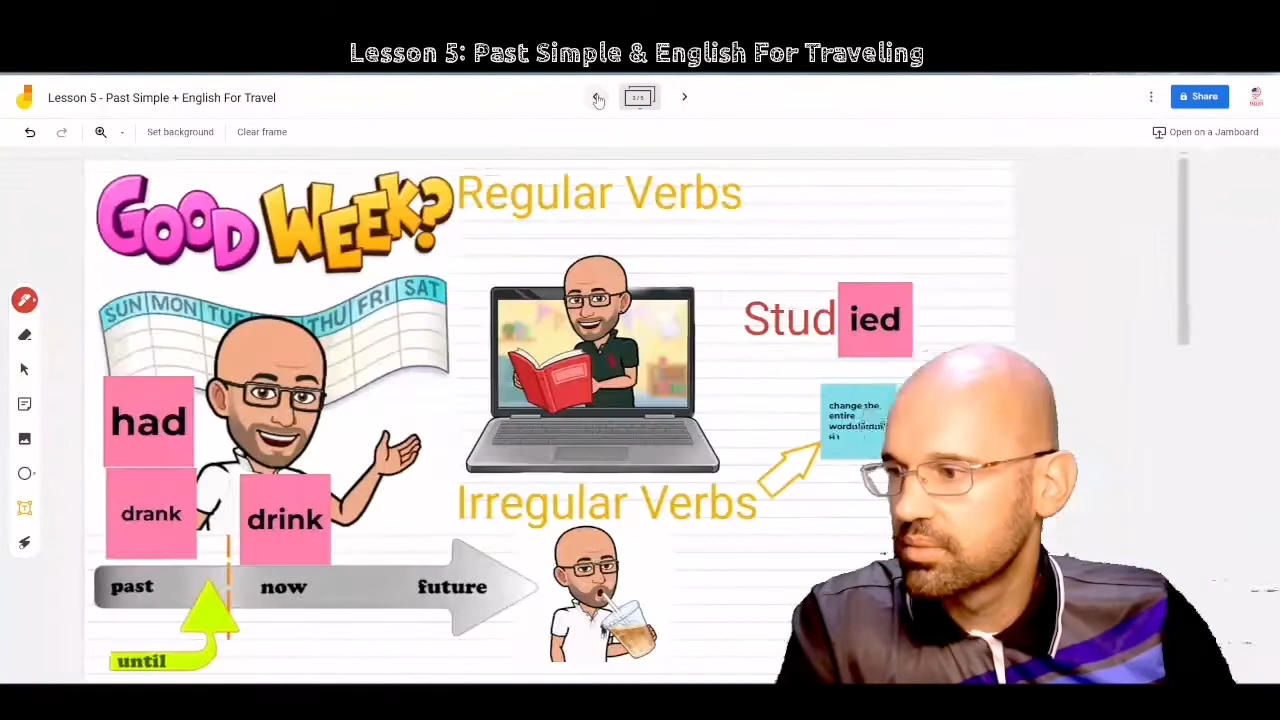 Lesson 5: Past Simple & English For Traveling
Lesson 5 - Past Simple + English For Travel
3 / 5
Share
Set background
Clear frame
Open on a Jamboard
GOOD WEEK?
Regular Verbs
SUN MON TUE THU FRI SAT
Stud ied
had
change the
entire
drank
drink
Irregular Verbs
past
now
future
until